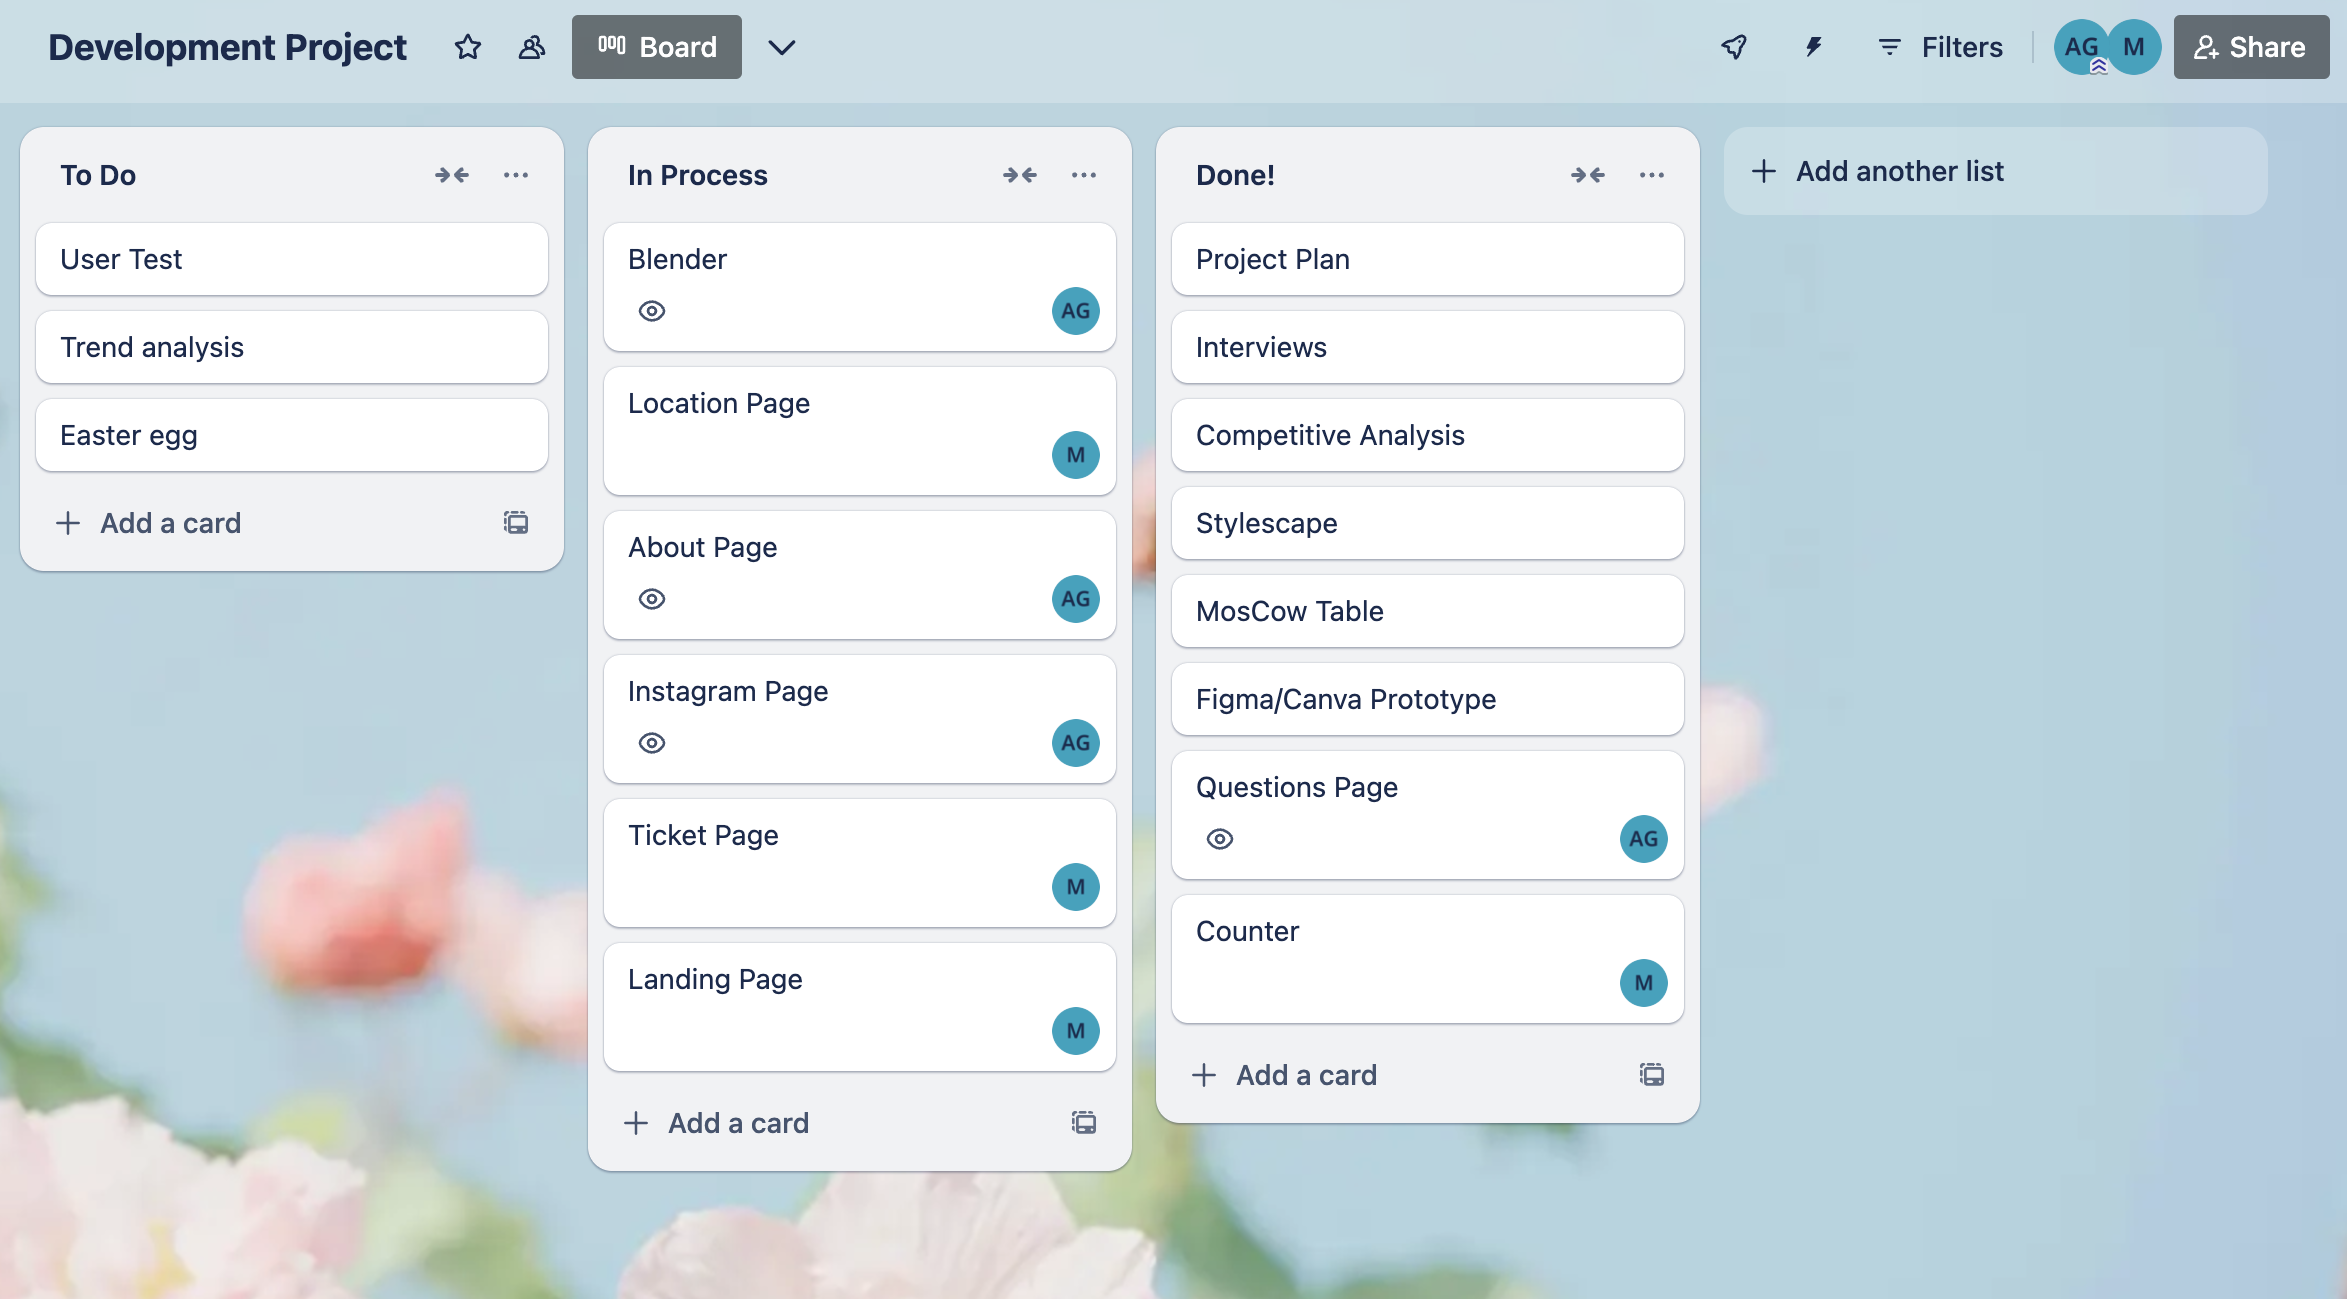 Development Project
Board
Filters
AG
M
Share
To Do
User Test
Trend analysis
Easter egg
Add a card
In Process
Blender
AG
Location Page
M
About Page
AG
Instagram Page
AG
Ticket Page
M
Landing Page
M
Add a card
Done!
Project Plan
Interviews
Competitive Analysis
Stylescape
MosCow Table
Figma/Canva Prototype
Questions Page
AG
Counter
M
Add a card
Add another list